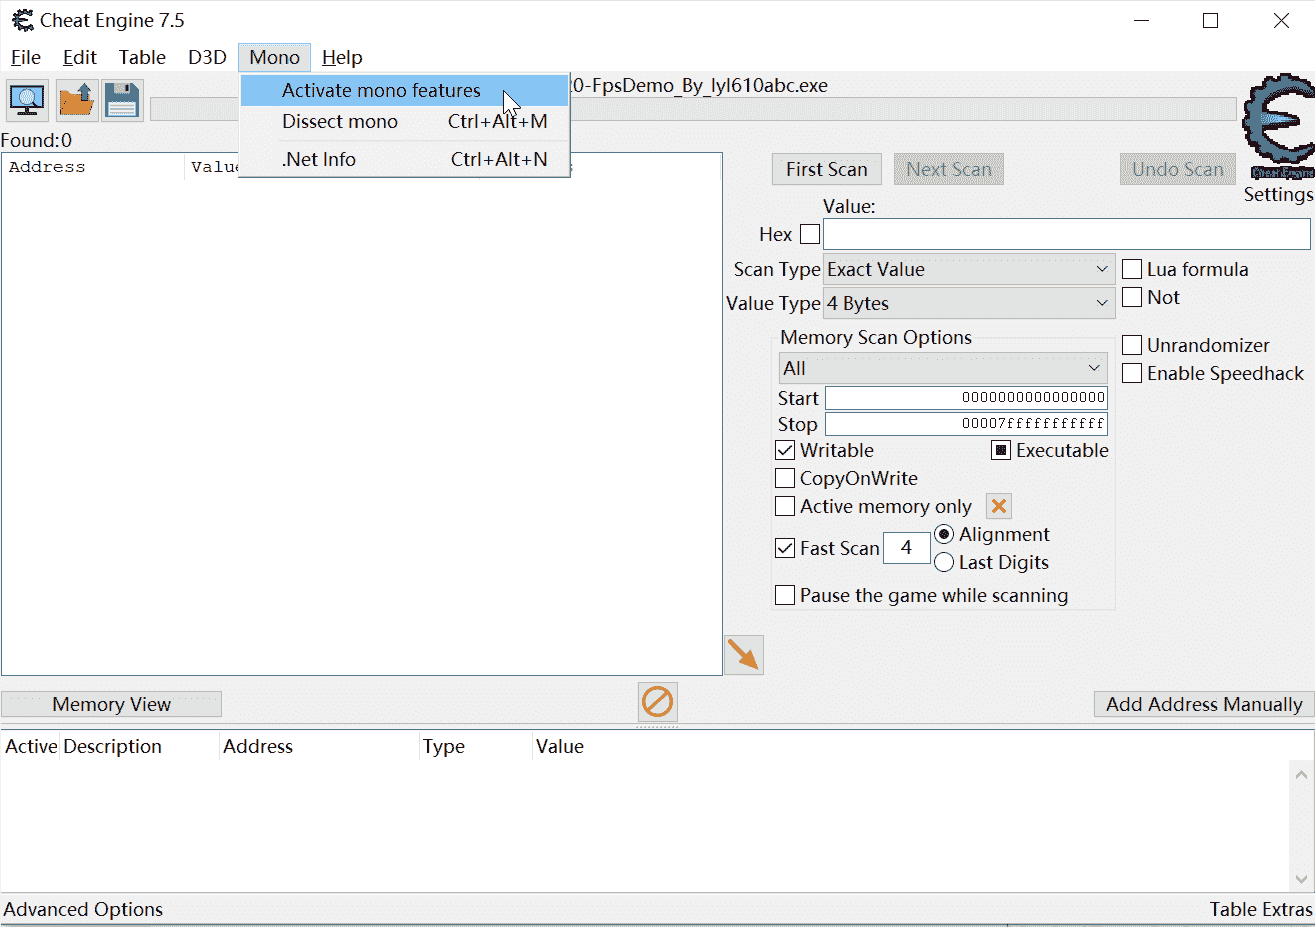 Cheat Engine 7.5
File Edit Table D3D Mono Help
0-FpsDemo_By_lyl610abc.exe
Activate mono features
Dissect mono Ctrl+Alt+M
.Net Info Ctrl+Alt+N
Found:0
Address Value
First Scan Next Scan Undo Scan
Cheat Engine
Settings
Value:
Hex
Scan Type Exact Value
Lua formula
Value Type 4 Bytes
Not
Memory Scan Options
All
Unrandomizer
Enable Speedhack
Start 0000000000000000
Stop 00007fffffffffff
Writable Executable
CopyOnWrite
Active memory only
Fast Scan 4 Alignment
Last Digits
Pause the game while scanning
Memory View
Add Address Manually
Active Description Address Type Value
Advanced Options
Table Extras